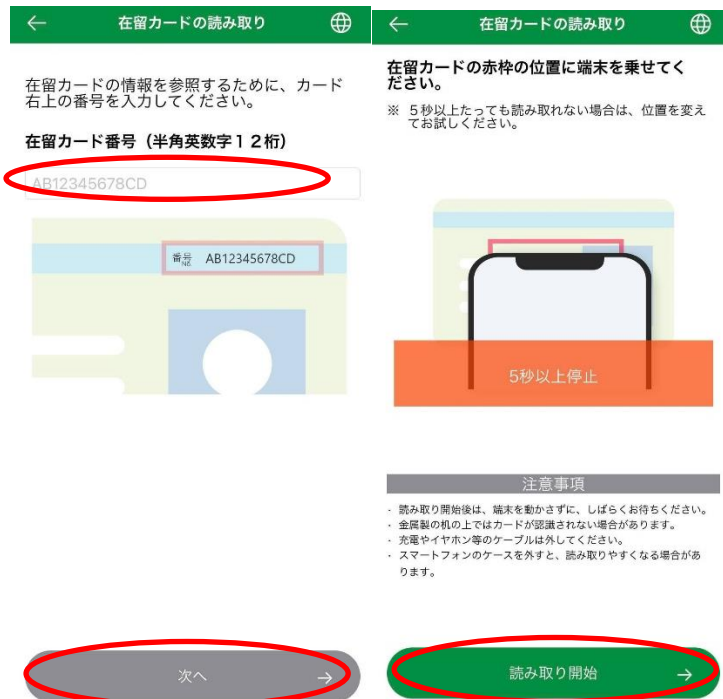 在留カードの読み取り
在留カードの情報を参照するために、カード
右上の番号を入力してください。
在留カード番号（半角英数字１２桁）
AB12345678CD
番号 AB12345678CD
次へ
在留カードの読み取り
在留カードの赤枠の位置に端末を乗せてく
ださい。
※ ５秒以上たっても読み取れない場合は、位置を変え
てお試しください。
5秒以上停止
注意事項
・ 読み取り開始後は、端末を動かさずに、しばらくお待ちください。
・ 金属製の机の上ではカードが認識されない場合があります。
・ 充電やイヤホン等のケーブルは外してください。
・ スマートフォンのケースを外すと、読み取りやすくなる場合があ
ります。
読み取り開始